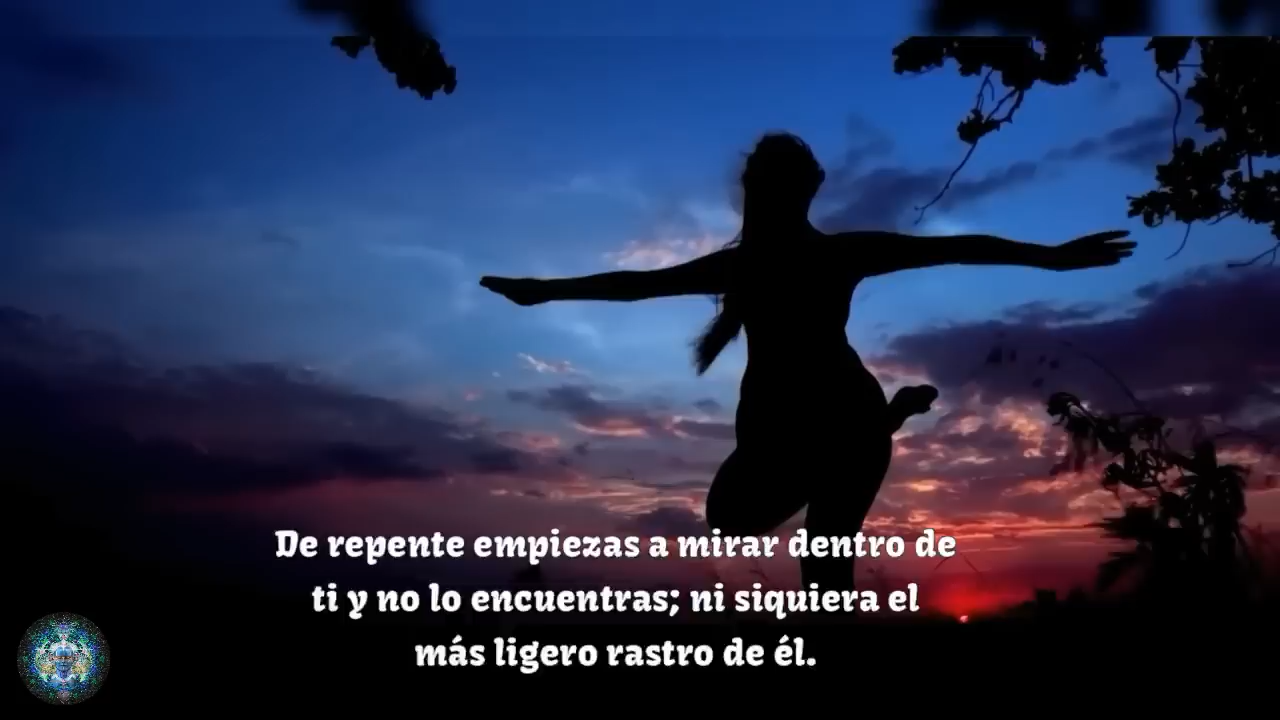 De repente empiezas a mirar dentro de
ti y no lo encuentras; ni siquiera el
más ligero rastro de él.